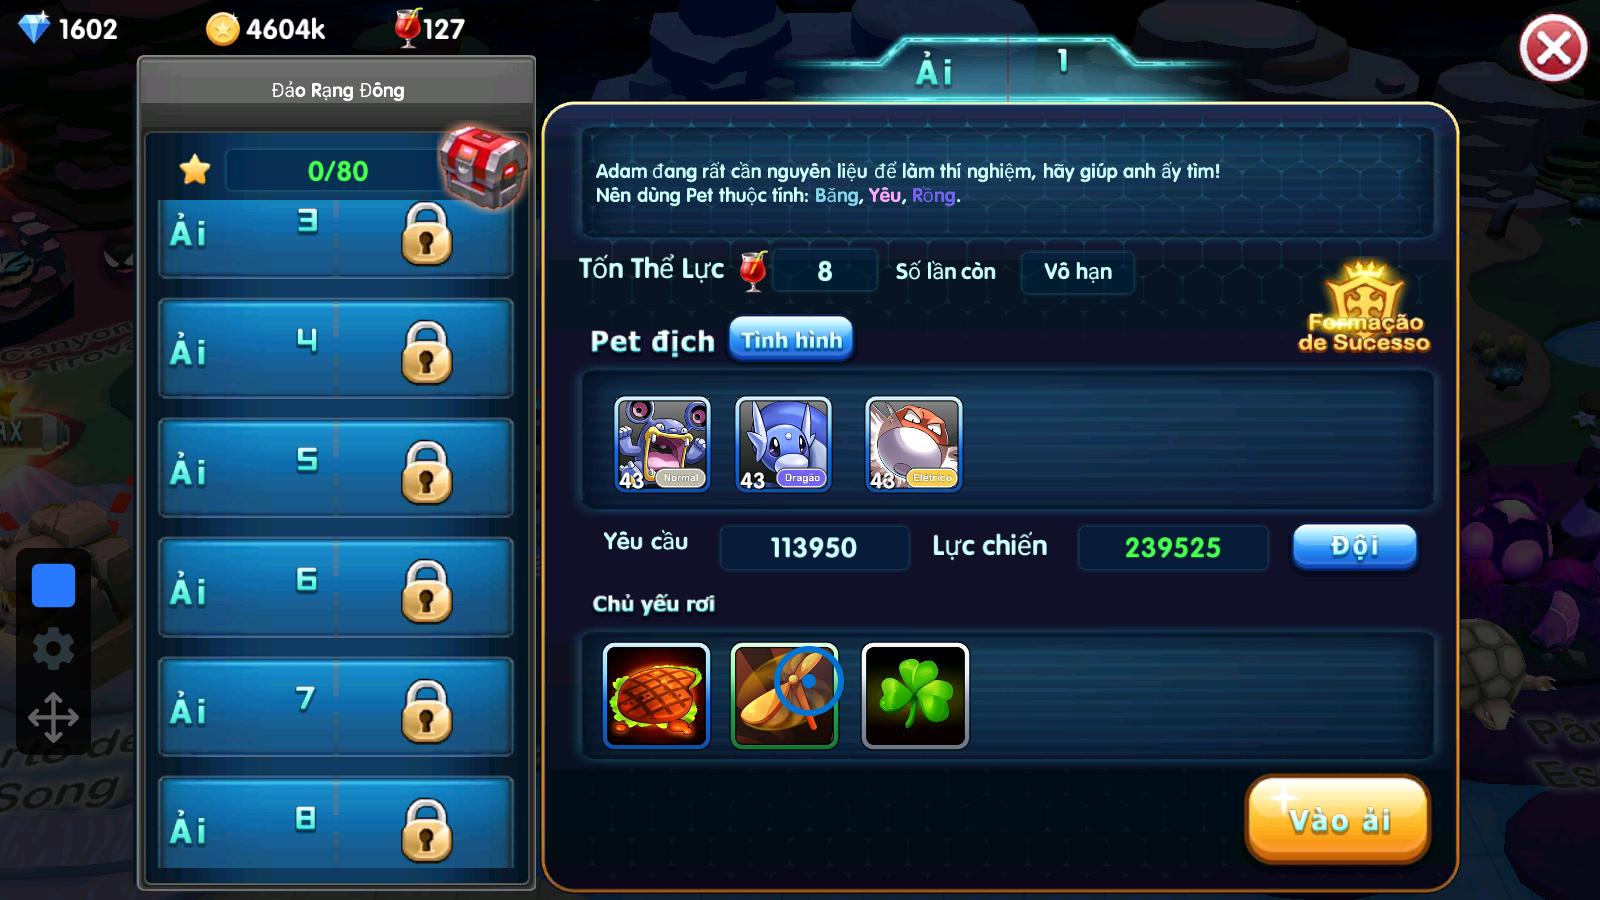 1602
4604k
127
Đảo Rạng Đông
0/80
Ải 3
Ải 4
Ải 5
Ải 6
Ải 7
Ải 8
Ải 1
Adam đang rất cần nguyên liệu để làm thí nghiệm, hãy giúp anh ấy tìm!
Nên dùng Pet thuộc tính: Băng, Yêu, Rồng.
Tốn Thể Lực 8 Số lần còn Vô hạn
Formação
de Sucesso
Pet địch Tình hình
43 Normal 43 Dragão 43 Elétrico
Yêu cầu 113950 Lực chiến 239525 Đội
Chủ yếu rơi
Vào ải
Canyon
Song